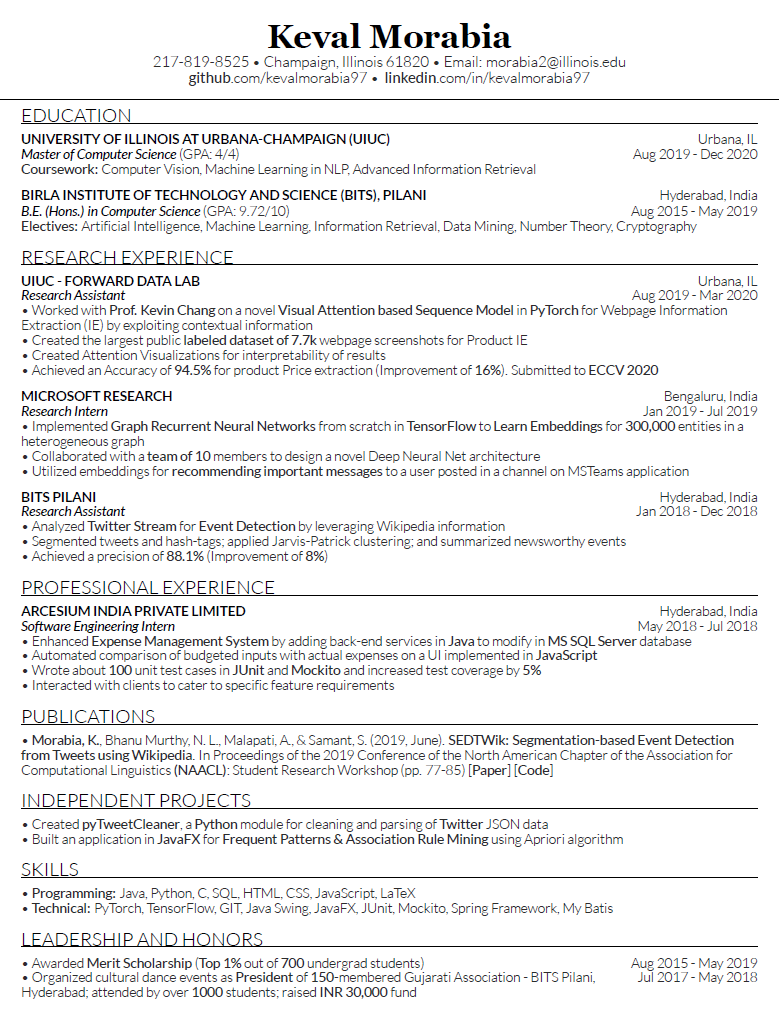 Keval Morabia
217-819-8525 • Champaign, Illinois 61820 • Email: morabia2@illinois.edu
github.com/kevalmorabia97 • linkedin.com/in/kevalmorabia97
EDUCATION
UNIVERSITY OF ILLINOIS AT URBANA-CHAMPAIGN (UIUC) Urbana, IL
Master of Computer Science (GPA: 4/4) Aug 2019 - Dec 2020
Coursework: Computer Vision, Machine Learning in NLP, Advanced Information Retrieval
BIRLA INSTITUTE OF TECHNOLOGY AND SCIENCE (BITS), PILANI Hyderabad, India
B.E. (Hons.) in Computer Science (GPA: 9.72/10) Aug 2015 - May 2019
Electives: Artificial Intelligence, Machine Learning, Information Retrieval, Data Mining, Number Theory, Cryptography
RESEARCH EXPERIENCE
UIUC - FORWARD DATA LAB Urbana, IL
Research Assistant Aug 2019 - Mar 2020
• Worked with Prof. Kevin Chang on a novel Visual Attention based Sequence Model in PyTorch for Webpage Information
Extraction (IE) by exploiting contextual information
• Created the largest public labeled dataset of 7.7k webpage screenshots for Product IE
• Created Attention Visualizations for interpretability of results
• Achieved an Accuracy of 94.5% for product Price extraction (Improvement of 16%). Submitted to ECCV 2020
MICROSOFT RESEARCH Bengaluru, India
Research Intern Jan 2019 - Jul 2019
• Implemented Graph Recurrent Neural Networks from scratch in TensorFlow to Learn Embeddings for 300,000 entities in a
heterogeneous graph
• Collaborated with a team of 10 members to design a novel Deep Neural Net architecture
• Utilized embeddings for recommending important messages to a user posted in a channel on MSTeams application
BITS PILANI Hyderabad, India
Research Assistant Jan 2018 - Dec 2018
• Analyzed Twitter Stream for Event Detection by leveraging Wikipedia information
• Segmented tweets and hash-tags; applied Jarvis-Patrick clustering; and summarized newsworthy events
• Achieved a precision of 88.1% (Improvement of 8%)
PROFESSIONAL EXPERIENCE
ARCESIUM INDIA PRIVATE LIMITED Hyderabad, India
Software Engineering Intern May 2018 - Jul 2018
• Enhanced Expense Management System by adding back-end services in Java to modify in MS SQL Server database
• Automated comparison of budgeted inputs with actual expenses on a UI implemented in JavaScript
• Wrote about 100 unit test cases in JUnit and Mockito and increased test coverage by 5%
• Interacted with clients to cater to specific feature requirements
PUBLICATIONS
• Morabia, K., Bhanu Murthy, N. L., Malapati, A., & Samant, S. (2019, June). SEDTWik: Segmentation-based Event Detection
from Tweets using Wikipedia. In Proceedings of the 2019 Conference of the North American Chapter of the Association for
Computational Linguistics (NAACL): Student Research Workshop (pp. 77-85) [Paper] [Code]
INDEPENDENT PROJECTS
• Created pyTweetCleaner, a Python module for cleaning and parsing of Twitter JSON data
• Built an application in JavaFX for Frequent Patterns & Association Rule Mining using Apriori algorithm
SKILLS
• Programming: Java, Python, C, SQL, HTML, CSS, JavaScript, LaTeX
• Technical: PyTorch, TensorFlow, GIT, Java Swing, JavaFX, JUnit, Mockito, Spring Framework, My Batis
LEADERSHIP AND HONORS
• Awarded Merit Scholarship (Top 1% out of 700 undergrad students) Aug 2015 - May 2019
• Organized cultural dance events as President of 150-membered Gujarati Association - BITS Pilani, Jul 2017 - May 2018
Hyderabad; attended by over 1000 students; raised INR 30,000 fund